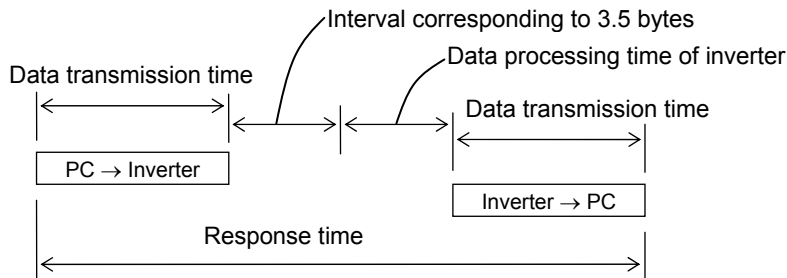 Interval corresponding to 3.5 bytes
Data processing time of inverter
Data transmission time
Data transmission time
PC → Inverter
Inverter → PC
Response time